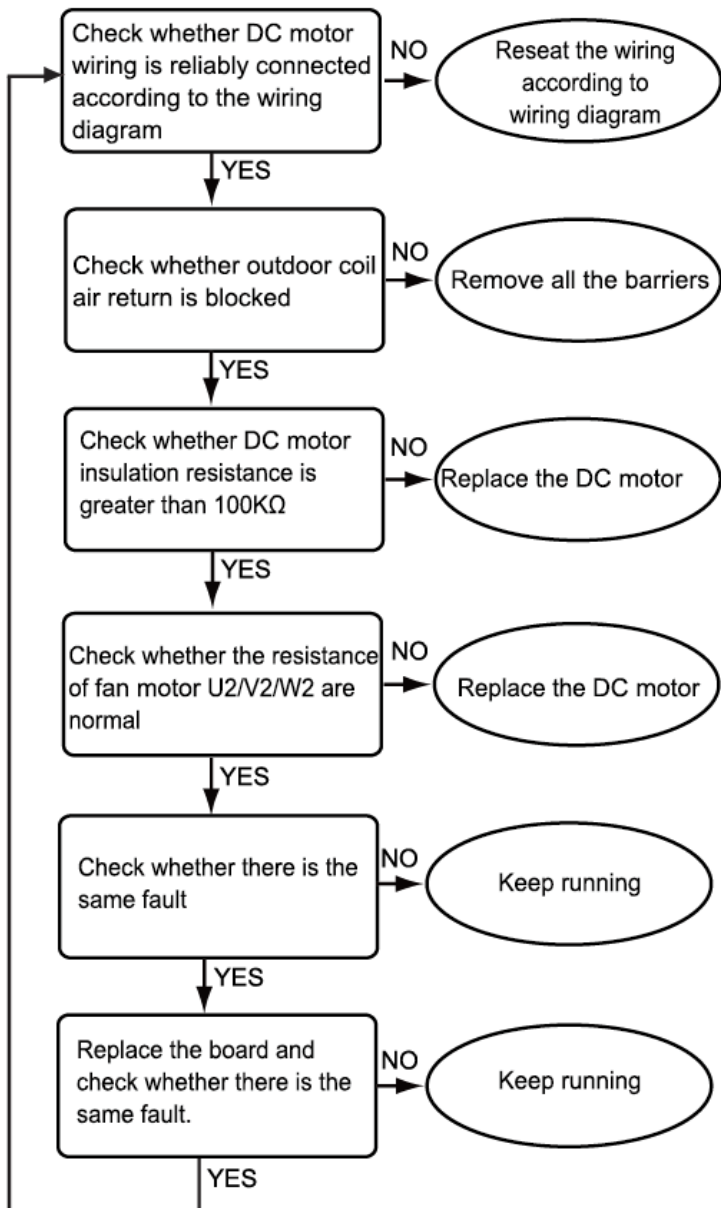 Check whether DC motor
wiring is reliably connected
according to the wiring
diagram
NO
Reseat the wiring
according to
wiring diagram
YES
Check whether outdoor coil
air return is blocked
NO
Remove all the barriers
YES
Check whether DC motor
insulation resistance is
greater than 100KΩ
NO
Replace the DC motor
YES
Check whether the resistance
of fan motor U2/V2/W2 are
normal
NO
Replace the DC motor
YES
Check whether there is the
same fault
NO
Keep running
YES
Replace the board and
check whether there is the
same fault.
NO
Keep running
YES